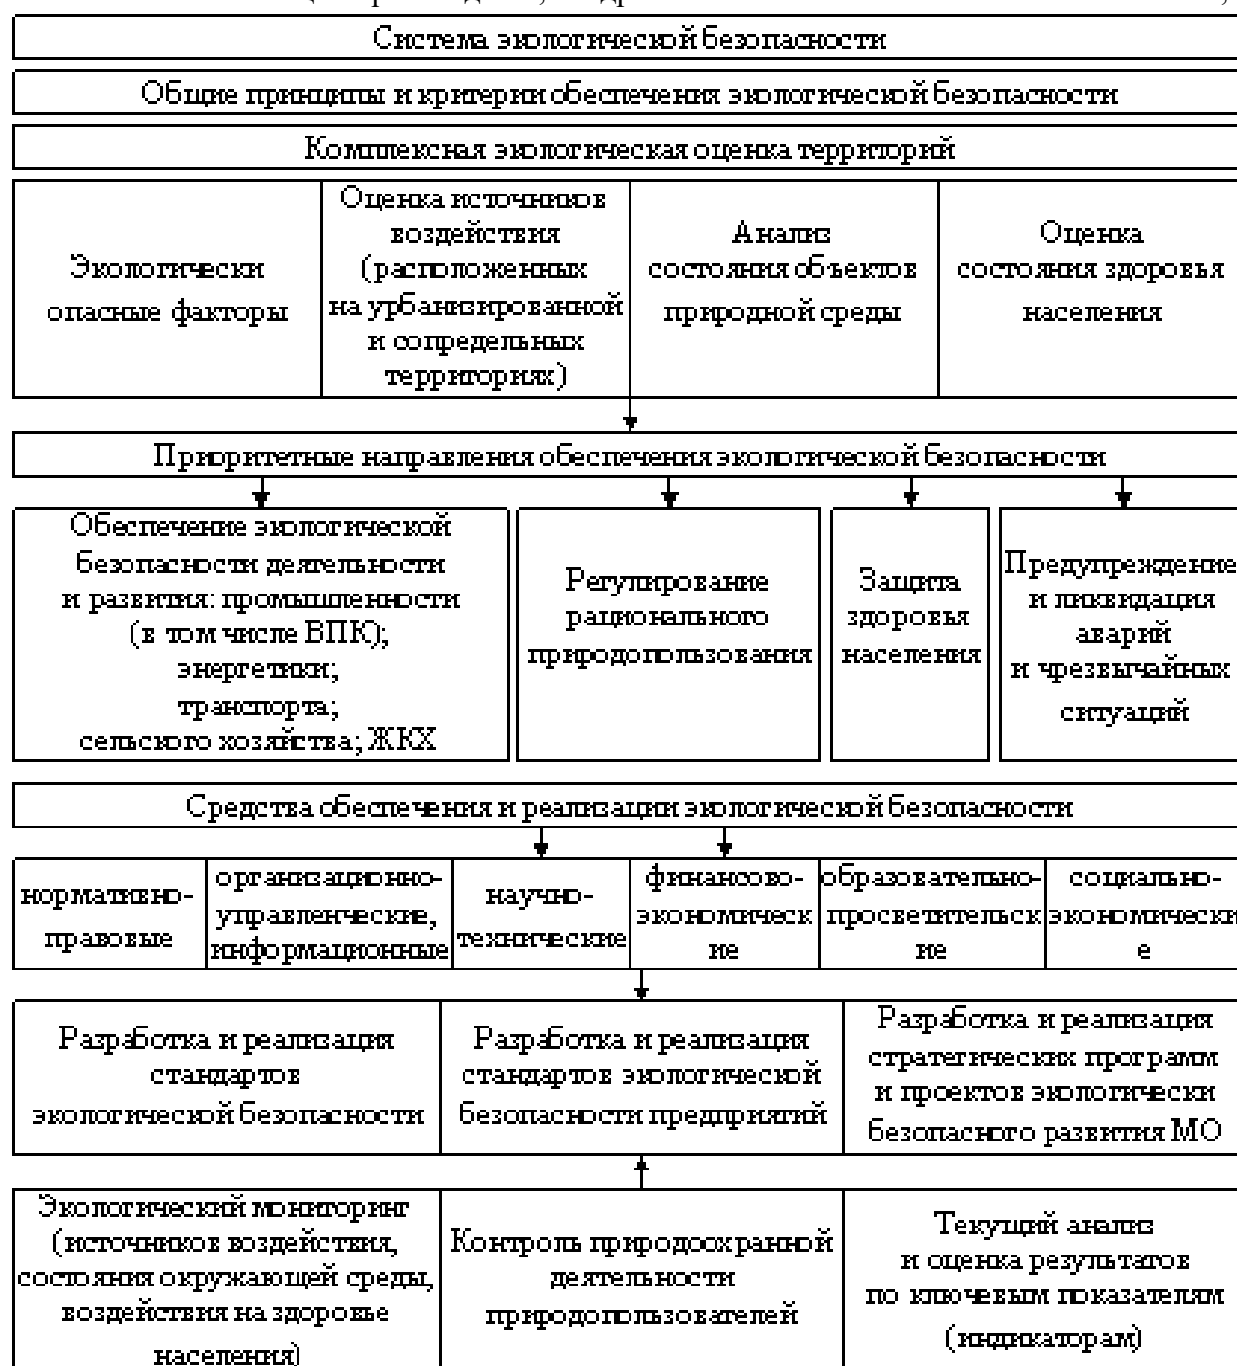 Система экологической безопасности
Общие принципы и критерии обеспечения экологической безопасности
Комплексная экологическая оценка территорий
Экологически
опасные факторы
Оценка источников
воздействия
(расположенных
на урбанизированной
и сопредельных
территориях)
Анализ
состояния объектов
природной среды
Оценка
состояния здоровья
населения
Приоритетные направления обеспечения экологической безопасности
Обеспечение экологической
безопасности деятельности
и развития: промышленности
(в том числе ВПК);
энергетики;
транспорта;
сельского хозяйства; ЖКХ
Регулирование
рационального
природопользования
Защита
здоровья
населения
Предупреждение
и ликвидация
аварий
и чрезвычайных
ситуаций
Средства обеспечения и реализации экологической безопасности
нормативно-
правовые
организационно-
управленческие,
информационные
научно-
технические
финансово-
экономическ
ие
образовательно-
просветительск
ие
социально-
экономически
е
Разработка и реализация
стандартов
экологической безопасности
Разработка и реализация
стандартов экологической
безопасности предприятий
Разработка и реализация
стратегических программ
и проектов экологически
безопасного развития МО
Экологический мониторинг
(источников воздействия,
состояния окружающей среды,
воздействия на здоровье
населения)
Контроль природоохранной
деятельности
природопользователей
Текущий анализ
и оценка результатов
по ключевым показателям
(индикаторам)